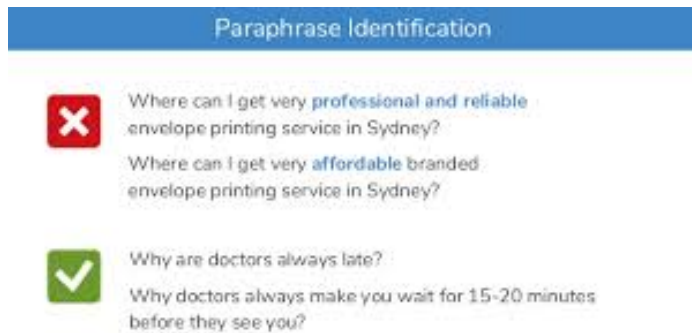 Paraphrase Identification
Where can I get very professional and reliable
envelope printing service in Sydney?
Where can I get very affordable branded
envelope printing service in Sydney?
Why are doctors always late?
Why doctors always make you wait for 15-20 minutes
before they see you?